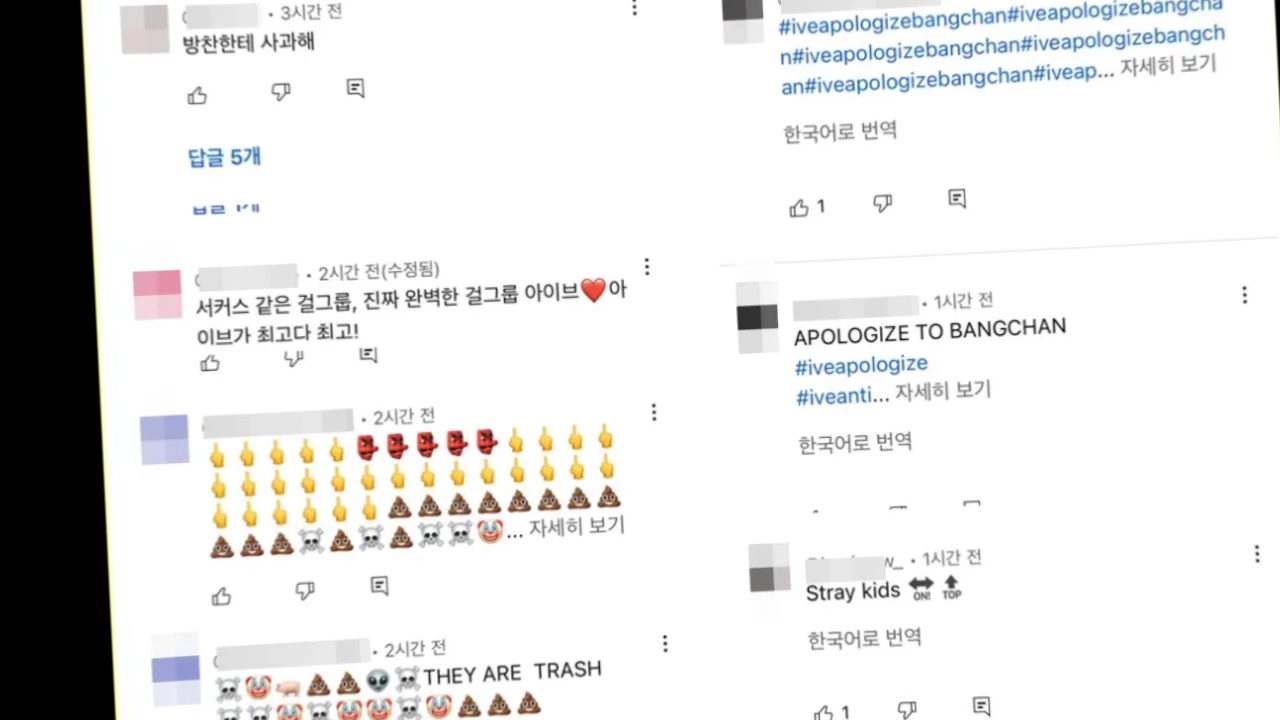 3시간 전
방찬한테 사과해
답글 5개
2시간 전(수정됨)
서커스 같은 걸그룹, 진짜 완벽한 걸그룹 아이브❤️아
이브가 최고다 최고!
2시간 전
... 자세히 보기
2시간 전
THEY ARE TRASH
#iveapologizebangchan#iveapologizebangcha
n#iveapologizebangchan#iveapologizebangch
an#iveapologizebangchan#iveap... 자세히 보기
한국어로 번역
1
1시간 전
APOLOGIZE TO BANGCHAN
#iveapologize
#iveanti... 자세히 보기
한국어로 번역
1시간 전
Stray kids ON! TOP
한국어로 번역
1